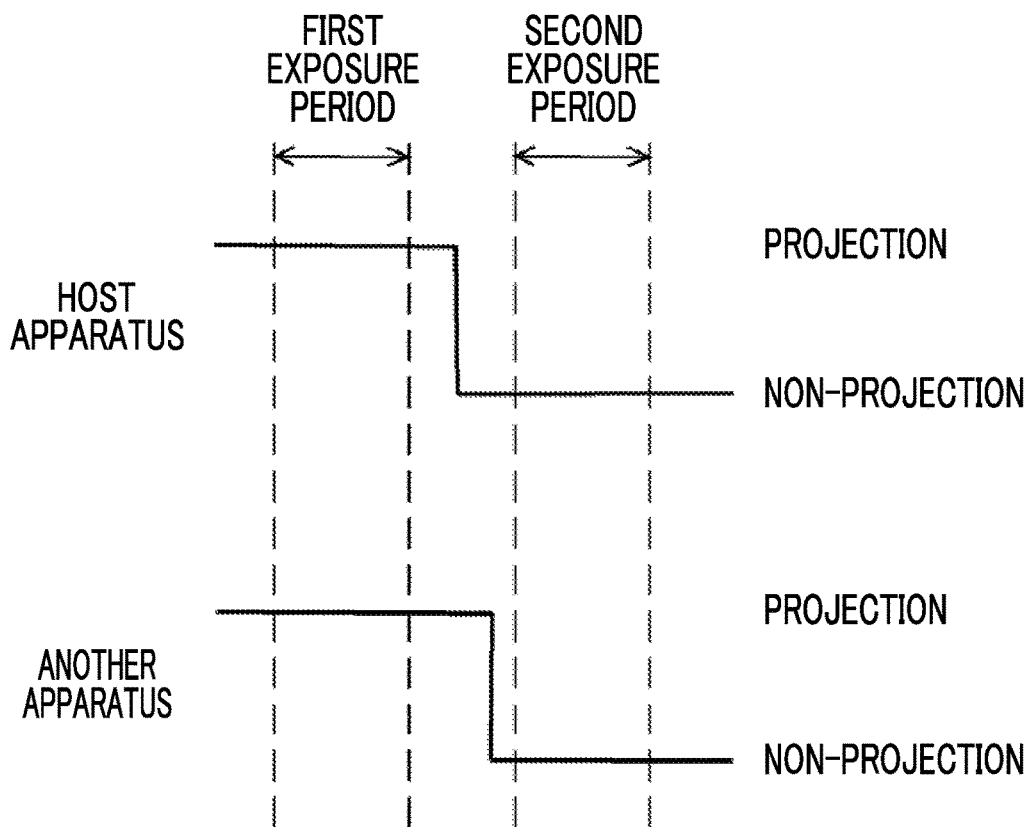 FIRST
EXPOSURE
PERIOD
SECOND
EXPOSURE
PERIOD
PROJECTION
HOST
APPARATUS
NON-PROJECTION
PROJECTION
ANOTHER
APPARATUS
NON-PROJECTION